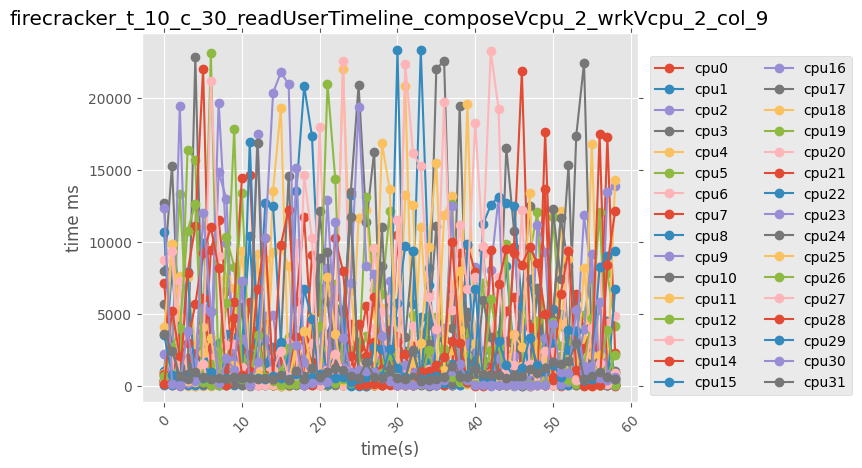 firecracker_t_10_c_30_readUserTimeline_composeVcpu_2_wrkVcpu_2_col_9
20000
15000
10000
5000
0
time ms
0
10
20
30
40
50
60
time(s)
cpu0
cpu1
cpu2
cpu3
cpu4
cpu5
cpu6
cpu7
cpu8
cpu9
cpu10
cpu11
cpu12
cpu13
cpu14
cpu15
cpu16
cpu17
cpu18
cpu19
cpu20
cpu21
cpu22
cpu23
cpu24
cpu25
cpu26
cpu27
cpu28
cpu29
cpu30
cpu31